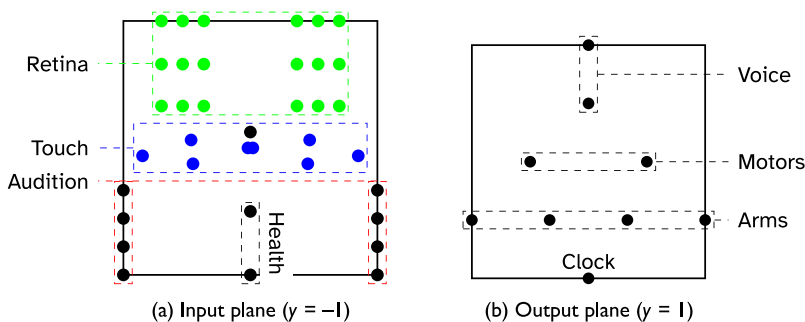 Retina
Touch
Audition
Health
(a) Input plane (y = –1)
Voice
Motors
Arms
Clock
(b) Output plane (y = 1)